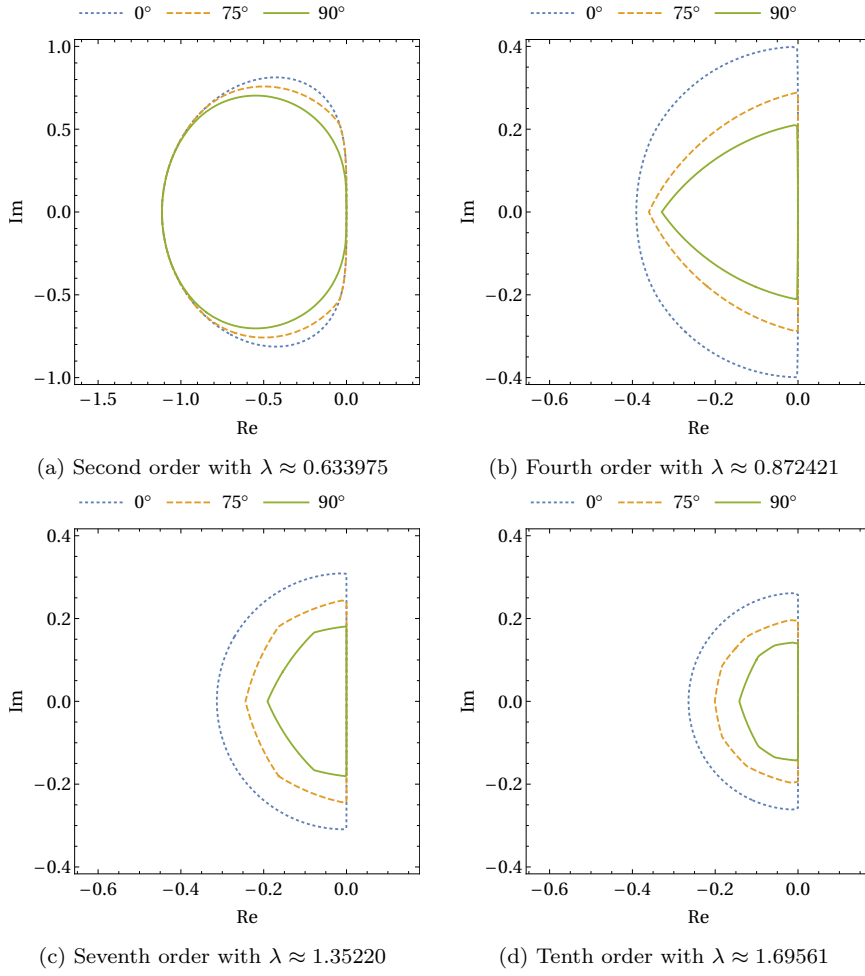 0° 75° 90° 0° 75° 90°
1.0
0.5
0.0
−0.5
−1.0
Im
−1.5 −1.0 −0.5 0.0
Re
0.4
0.2
0.0
−0.2
−0.4
Im
−0.6 −0.4 −0.2 0.0
Re
(a) Second order with λ ≈ 0.633975
(b) Fourth order with λ ≈ 0.872421
0° 75° 90° 0° 75° 90°
0.4
0.2
0.0
−0.2
−0.4
Im
−0.6 −0.4 −0.2 0.0
Re
0.4
0.2
0.0
−0.2
−0.4
Im
−0.6 −0.4 −0.2 0.0
Re
(c) Seventh order with λ ≈ 1.35220
(d) Tenth order with λ ≈ 1.69561